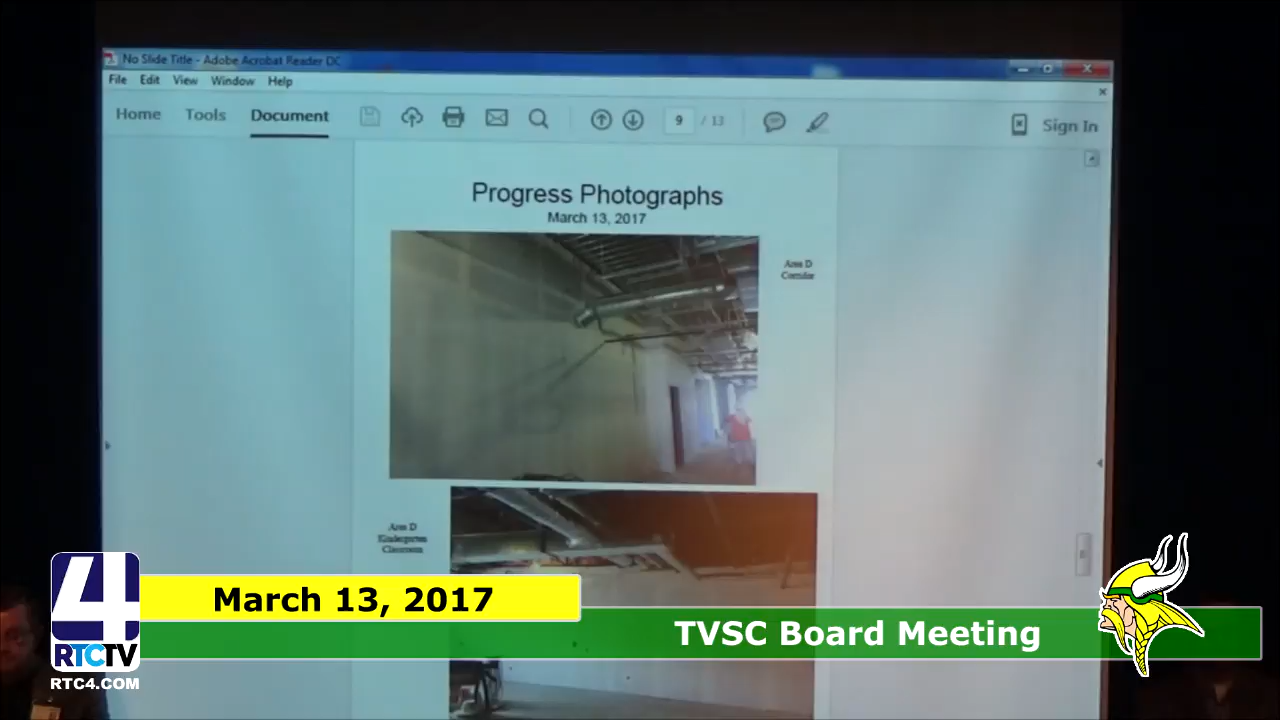 No Slide Title - Adobe Acrobat Reader DC
File Edit View Window Help
Home Tools Document 9 / 13 Sign In
Progress Photographs
March 13, 2017
Area D
Corridor
Area D
Kindergarten
Classroom
4
RTCTV
RTC4.COM
March 13, 2017
TVSC Board Meeting